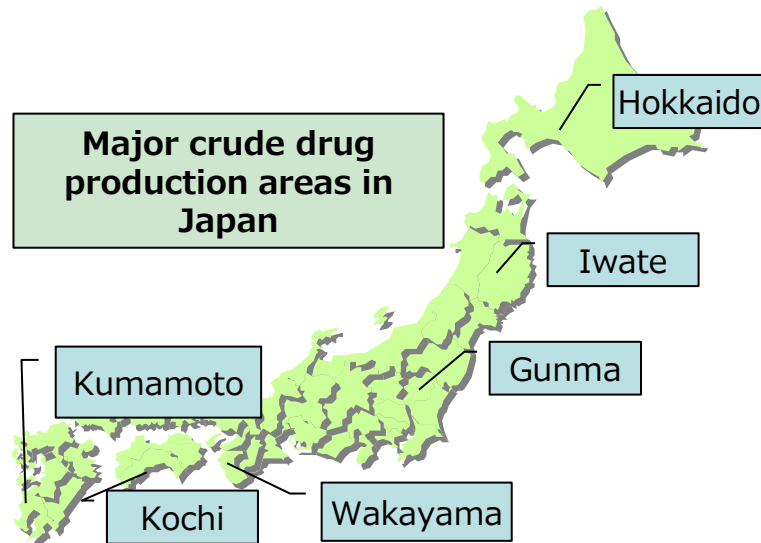 Major crude drug
production areas in
Japan
Hokkaido
Iwate
Gunma
Kumamoto
Kochi
Wakayama